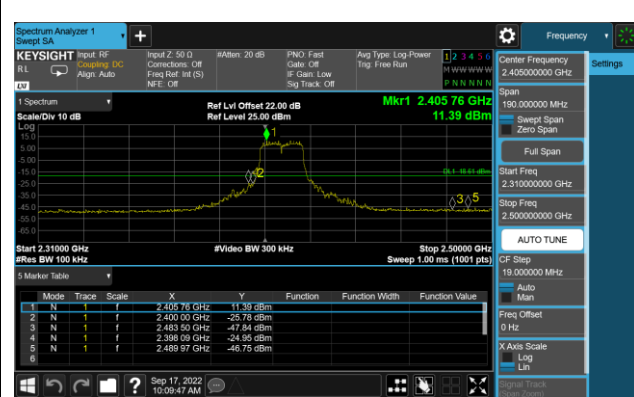 Spectrum Analyzer 1
Swept SA
Frequency
KEYSIGHT
Input: RF
Coupling: DC
Align: Auto
Input Z: 50 Ω
Corrections: Off
Freq Ref: Int (S)
NFE: Off
#Atten: 20 dB
PNO: Fast
Gate: Off
IF Gain: Low
Sig Track: Off
Avg Type: Log-Power
Trig: Free Run
1 2 3 4 5 6
M W W W W W
P N N N N N
RL
LXI
Center Frequency
2.405000000 GHz
Settings
Span
190.000000 MHz
Swept Span
Zero Span
Full Span
Start Freq
2.310000000 GHz
Stop Freq
2.500000000 GHz
AUTO TUNE
CF Step
19.000000 MHz
Auto
Man
Freq Offset
0 Hz
X Axis Scale
Log
Lin
Signal Track
(Span Zoom)
1 Spectrum
Scale/Div 10 dB
Ref Lvl Offset 22.00 dB
Ref Level 25.00 dBm
Mkr1 2.405 76 GHz
11.39 dBm
Log
15.0
5.00
-5.00
-15.0
-25.0
-35.0
-45.0
-55.0
-65.0
1
2
3
5
DL1 -18.61 dBm
Start 2.31000 GHz
#Res BW 100 kHz
#Video BW 300 kHz
Stop 2.50000 GHz
Sweep 1.00 ms (1001 pts)
5 Marker Table
Mode Trace Scale X Y Function Function Width Function Value
1 N 1 f 2.405 76 GHz 11.39 dBm
2 N 1 f 2.400 00 GHz -25.78 dBm
3 N 1 f 2.483 50 GHz -47.84 dBm
4 N 1 f 2.398 09 GHz -24.95 dBm
5 N 1 f 2.489 97 GHz -46.75 dBm
6
?
Sep 17, 2022
10:09:47 AM